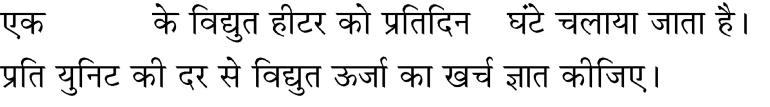 एक के विद्युत हीटर को प्रतिदिन घंटे चलाया जाता है।
प्रति युनिट की दर से विद्युत ऊर्जा का खर्च ज्ञात कीजिए।